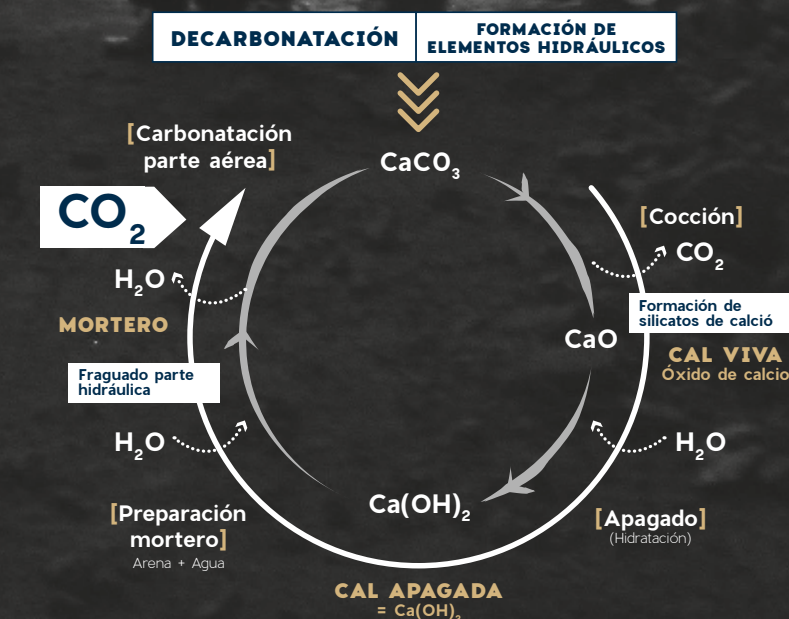 DECARBONATACIÓN
FORMACIÓN DE
ELEMENTOS HIDRÁULICOS
[Carbonatación
parte aérea]
CaCO₃
CO₂
[Cocción]
CO₂
H₂O
Formación de
silicatos de calció
MORTERO
CaO
CAL VIVA
Óxido de calcio
Fraguado parte
hidráulica
H₂O
H₂O
Ca(OH)₂
[Preparación
mortero]
Arena + Agua
[Apagado]
(Hidratación)
CAL APAGADA
= Ca(OH)₂